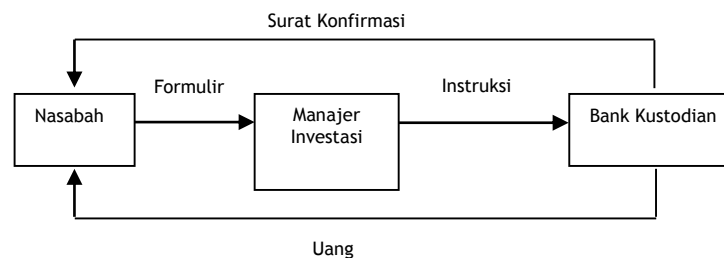 Surat Konfirmasi
Formulir
Instruksi
Nasabah
Manajer
Investasi
Bank Kustodian
Uang